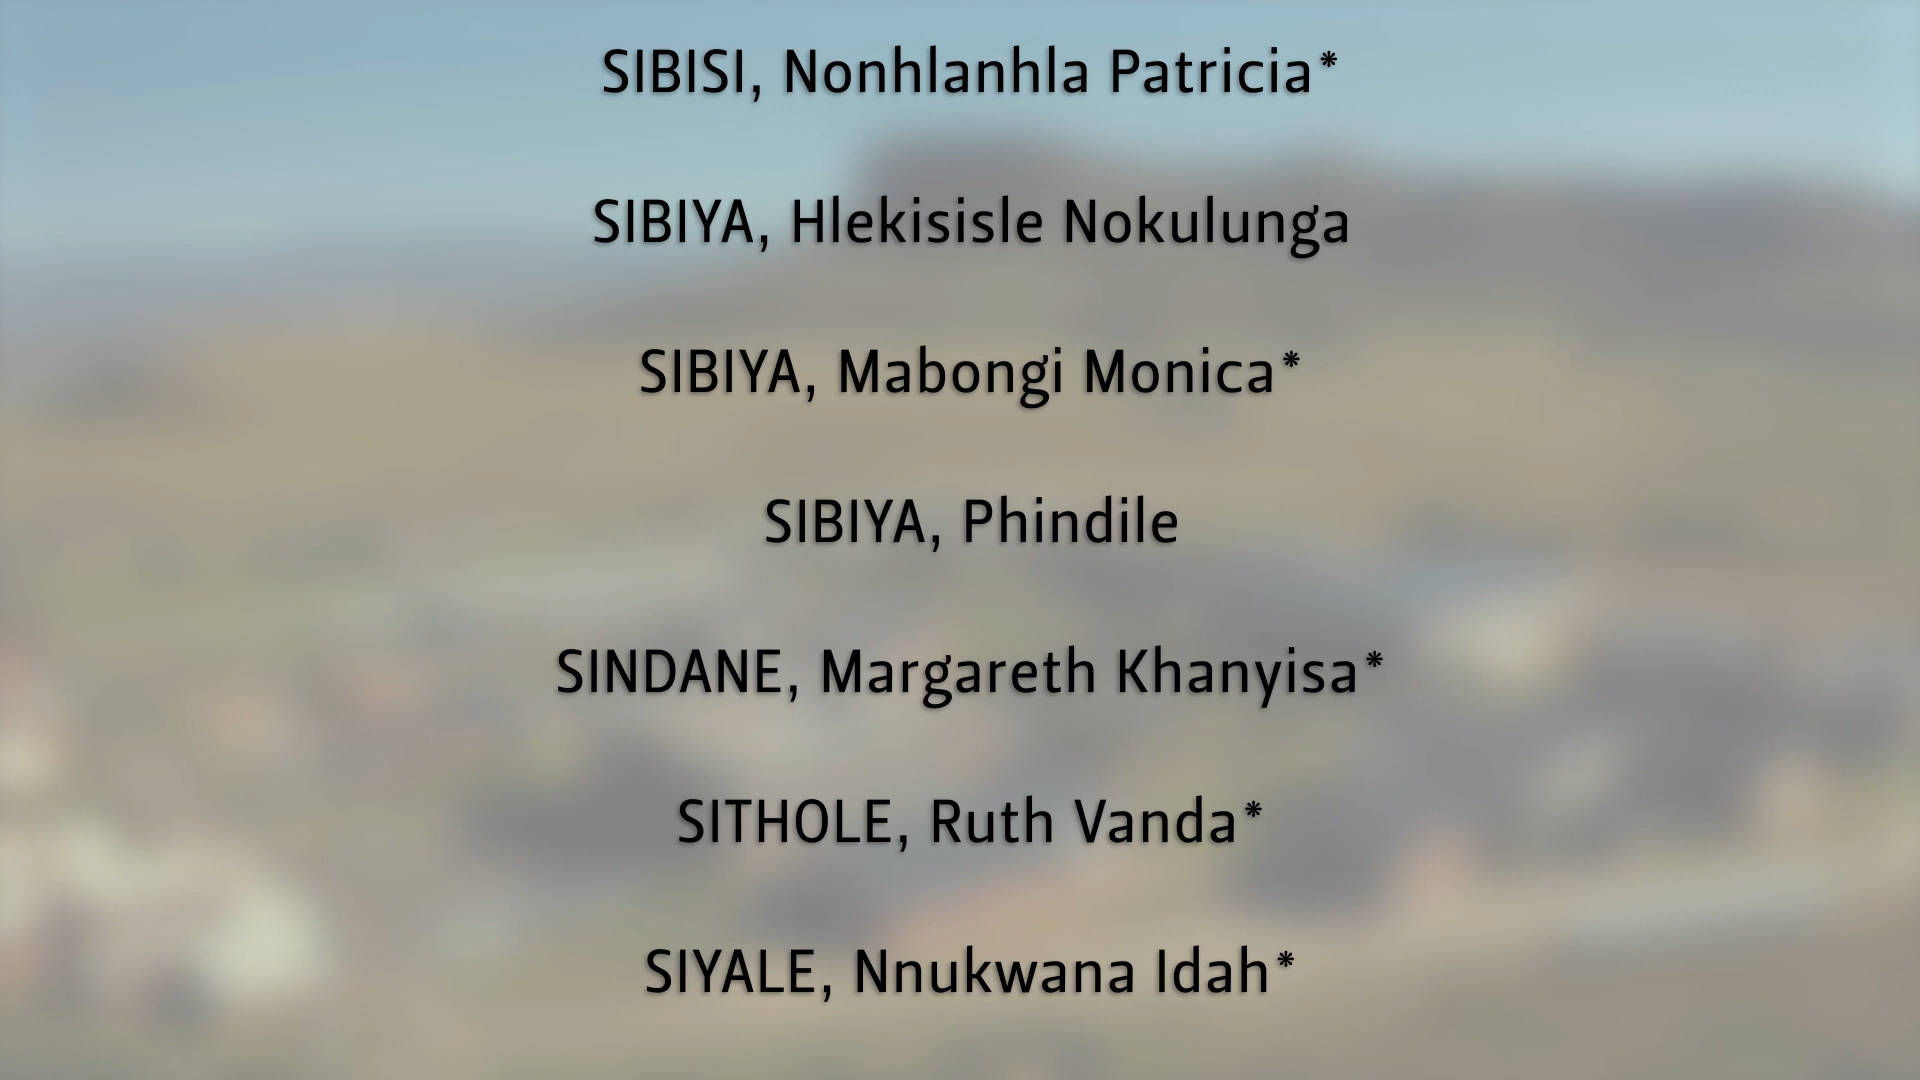 SIBISI, Nonhlanhla Patricia*
SIBIYA, Hlekisisle Nokulunga
SIBIYA, Mabongi Monica*
SIBIYA, Phindile
SINDANE, Margareth Khanyisa*
SITHOLE, Ruth Vanda*
SIYALE, Nnukwana Idah*